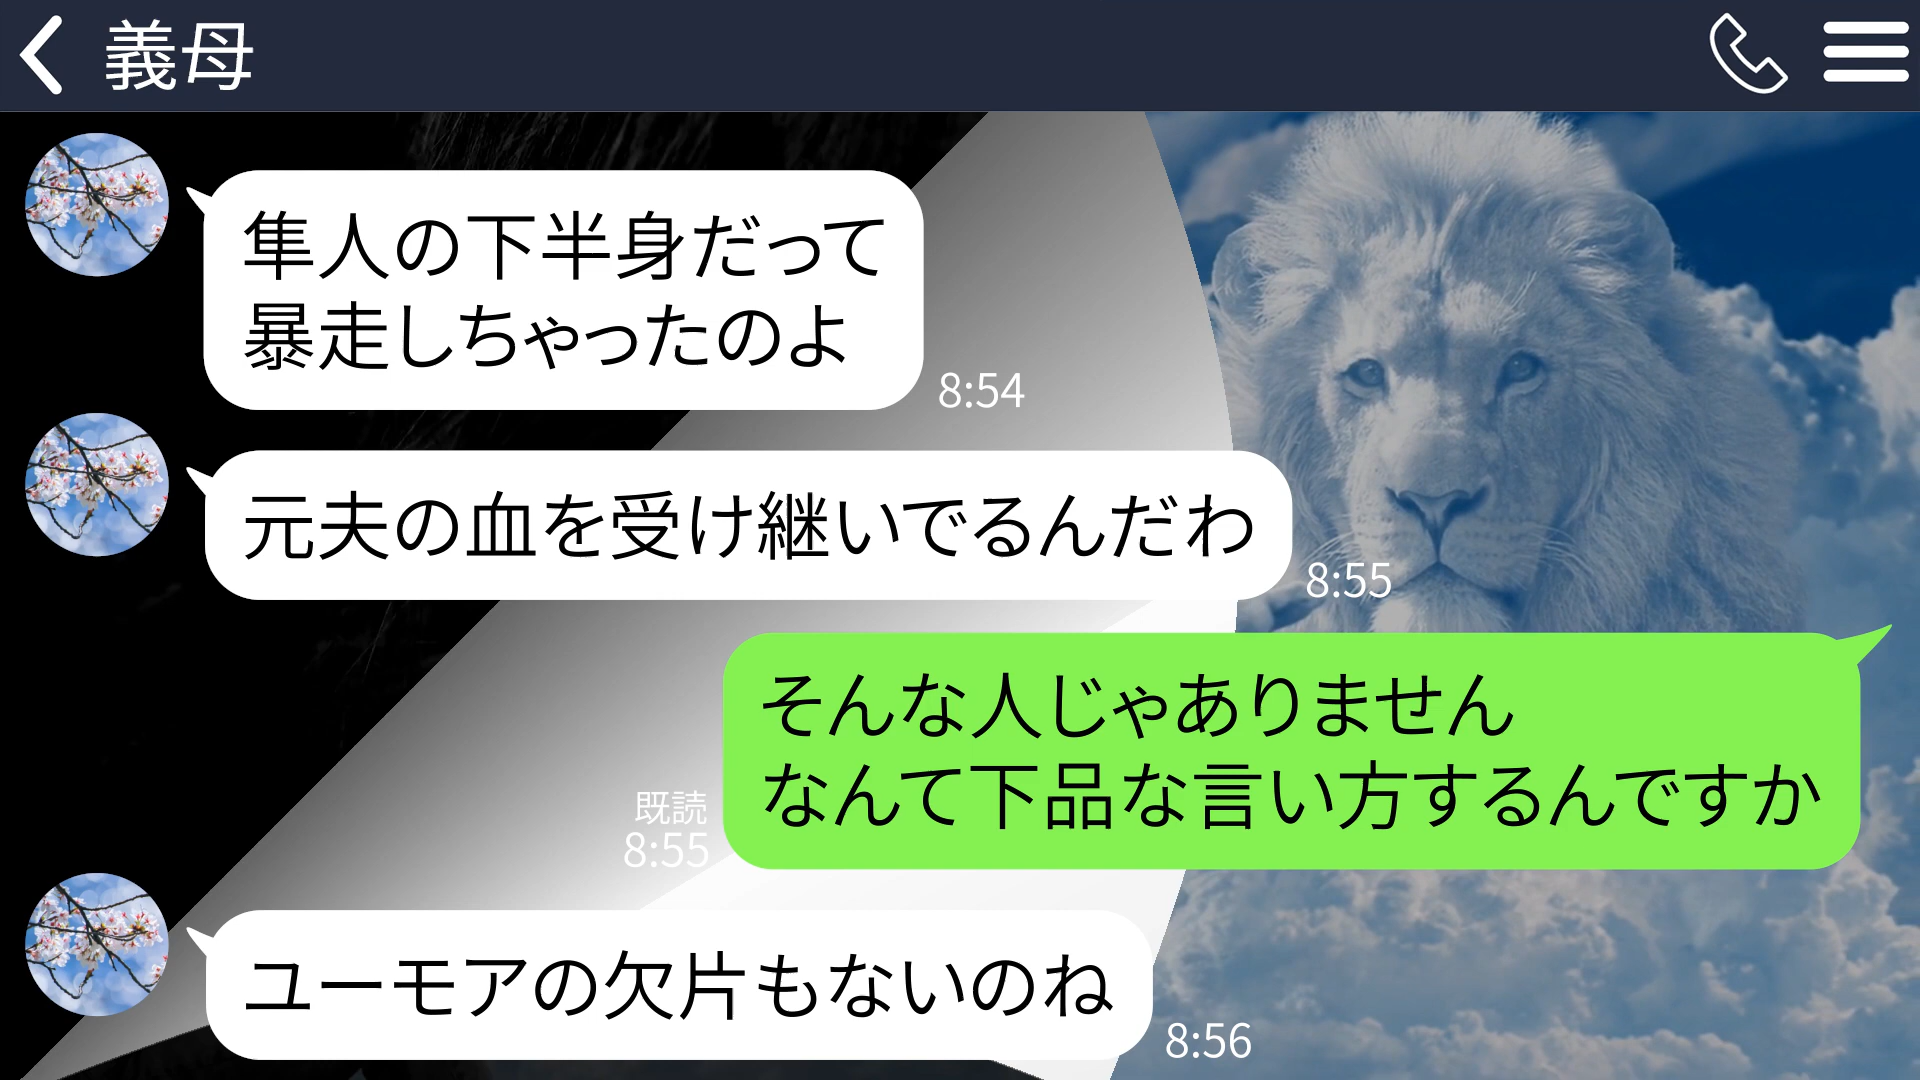 義母
隼人の下半身だって
暴走しちゃったのよ
8:54
元夫の血を受け継いでるんだわ
8:55
そんな人じゃありません
なんて下品な言い方するんですか
既読
8:55
ユーモアの欠片もないのね
8:56